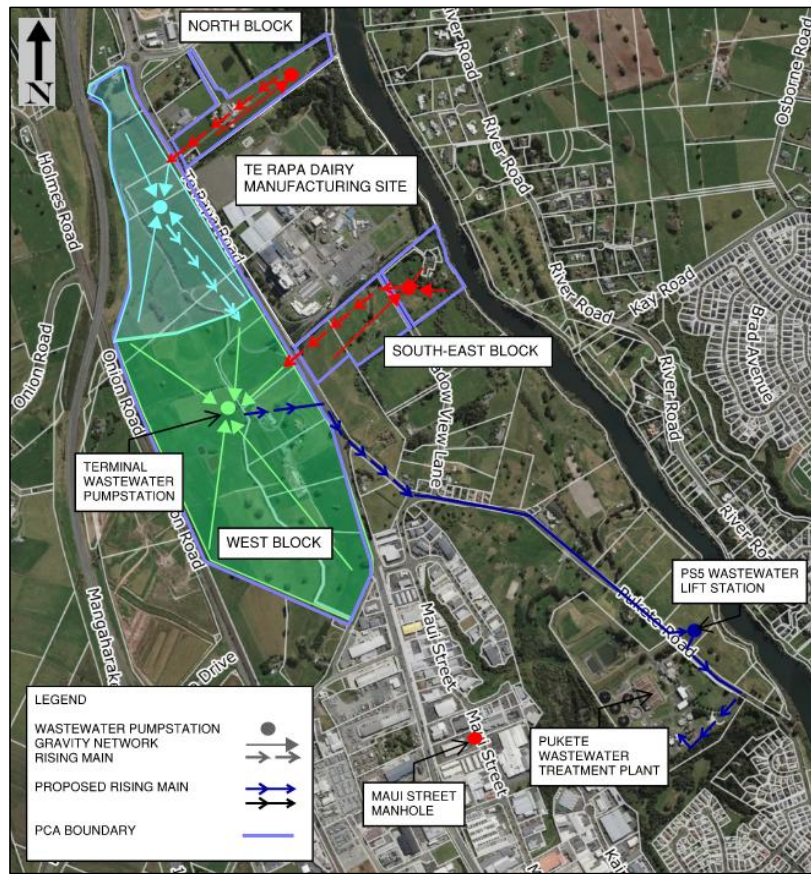 N
NORTH BLOCK
River Road
River Road
Osborne Road
Holmes Road
TE RAPA DAIRY
MANUFACTURING SITE
Te Rapa Road
River Road
Kay Road
Brad Avenue
River Road
Onion Road
Onion Road
SOUTH-EAST BLOCK
TERMINAL
WASTEWATER
PUMPSTATION
WEST BLOCK
PS5 WASTEWATER
LIFT STATION
Pukete Road
Maui Street
Maui Street
PUKETE
WASTEWATER
TREATMENT PLANT
MAUI STREET
MANHOLE
LEGEND
WASTEWATER PUMPSTATION
GRAVITY NETWORK
RISING MAIN
PROPOSED RISING MAIN
PCA BOUNDARY